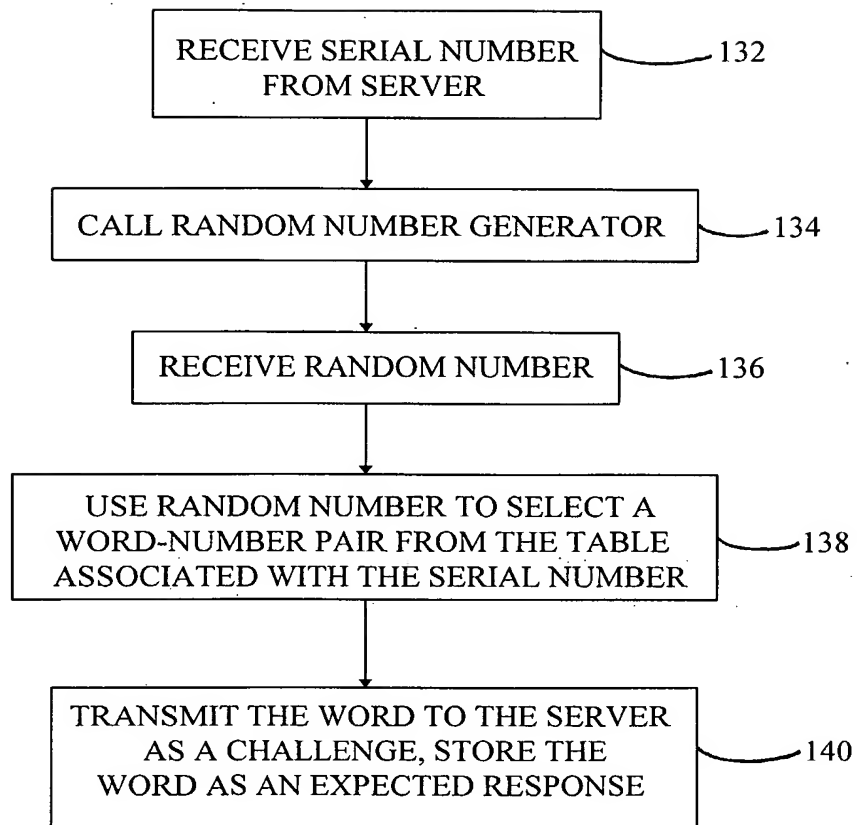 RECEIVE SERIAL NUMBER
FROM SERVER
132
CALL RANDOM NUMBER GENERATOR
134
RECEIVE RANDOM NUMBER
136
USE RANDOM NUMBER TO SELECT A
WORD-NUMBER PAIR FROM THE TABLE
ASSOCIATED WITH THE SERIAL NUMBER
138
TRANSMIT THE WORD TO THE SERVER
AS A CHALLENGE, STORE THE
WORD AS AN EXPECTED RESPONSE
140